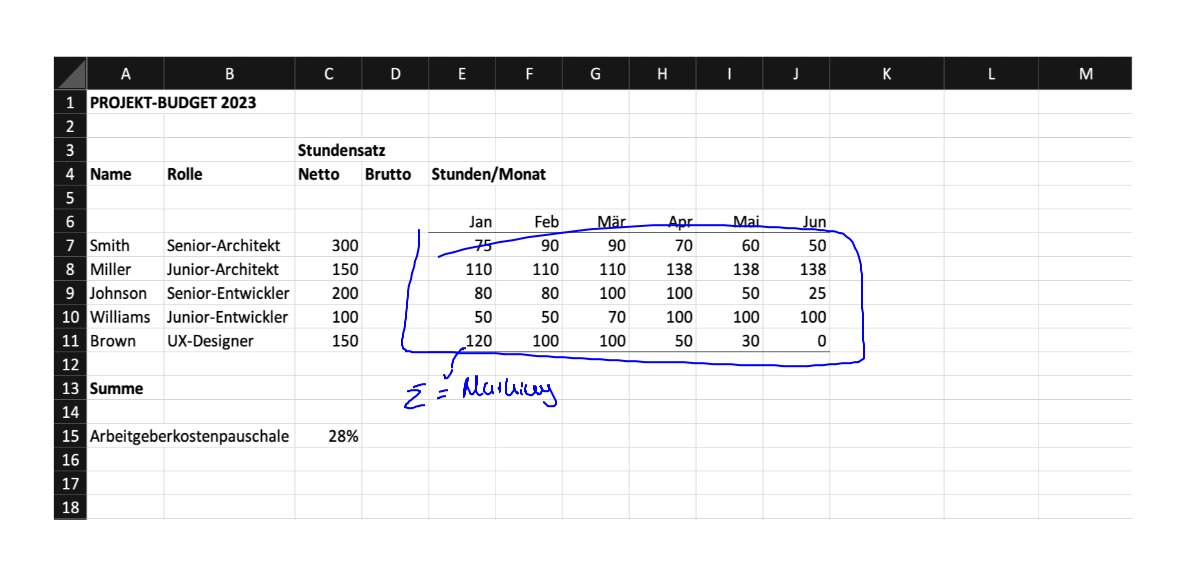 A B C D E F G H I J K L M
1 PROJEKT-BUDGET 2023
2
3 Stundensatz
4 Name Rolle Netto Brutto Stunden/Monat
5
6 Jan Feb Mär Apr Mai Jun
7 Smith Senior-Architekt 300 75 90 90 70 60 50
8 Miller Junior-Architekt 150 110 110 110 138 138 138
9 Johnson Senior-Entwickler 200 80 80 100 100 50 25
10 Williams Junior-Entwickler 100 50 50 70 100 100 100
11 Brown UX-Designer 150 120 100 100 50 30 0
12
13 Summe
Σ = Markierung
14
15 Arbeitgeberkostenpauschale 28%
16
17
18